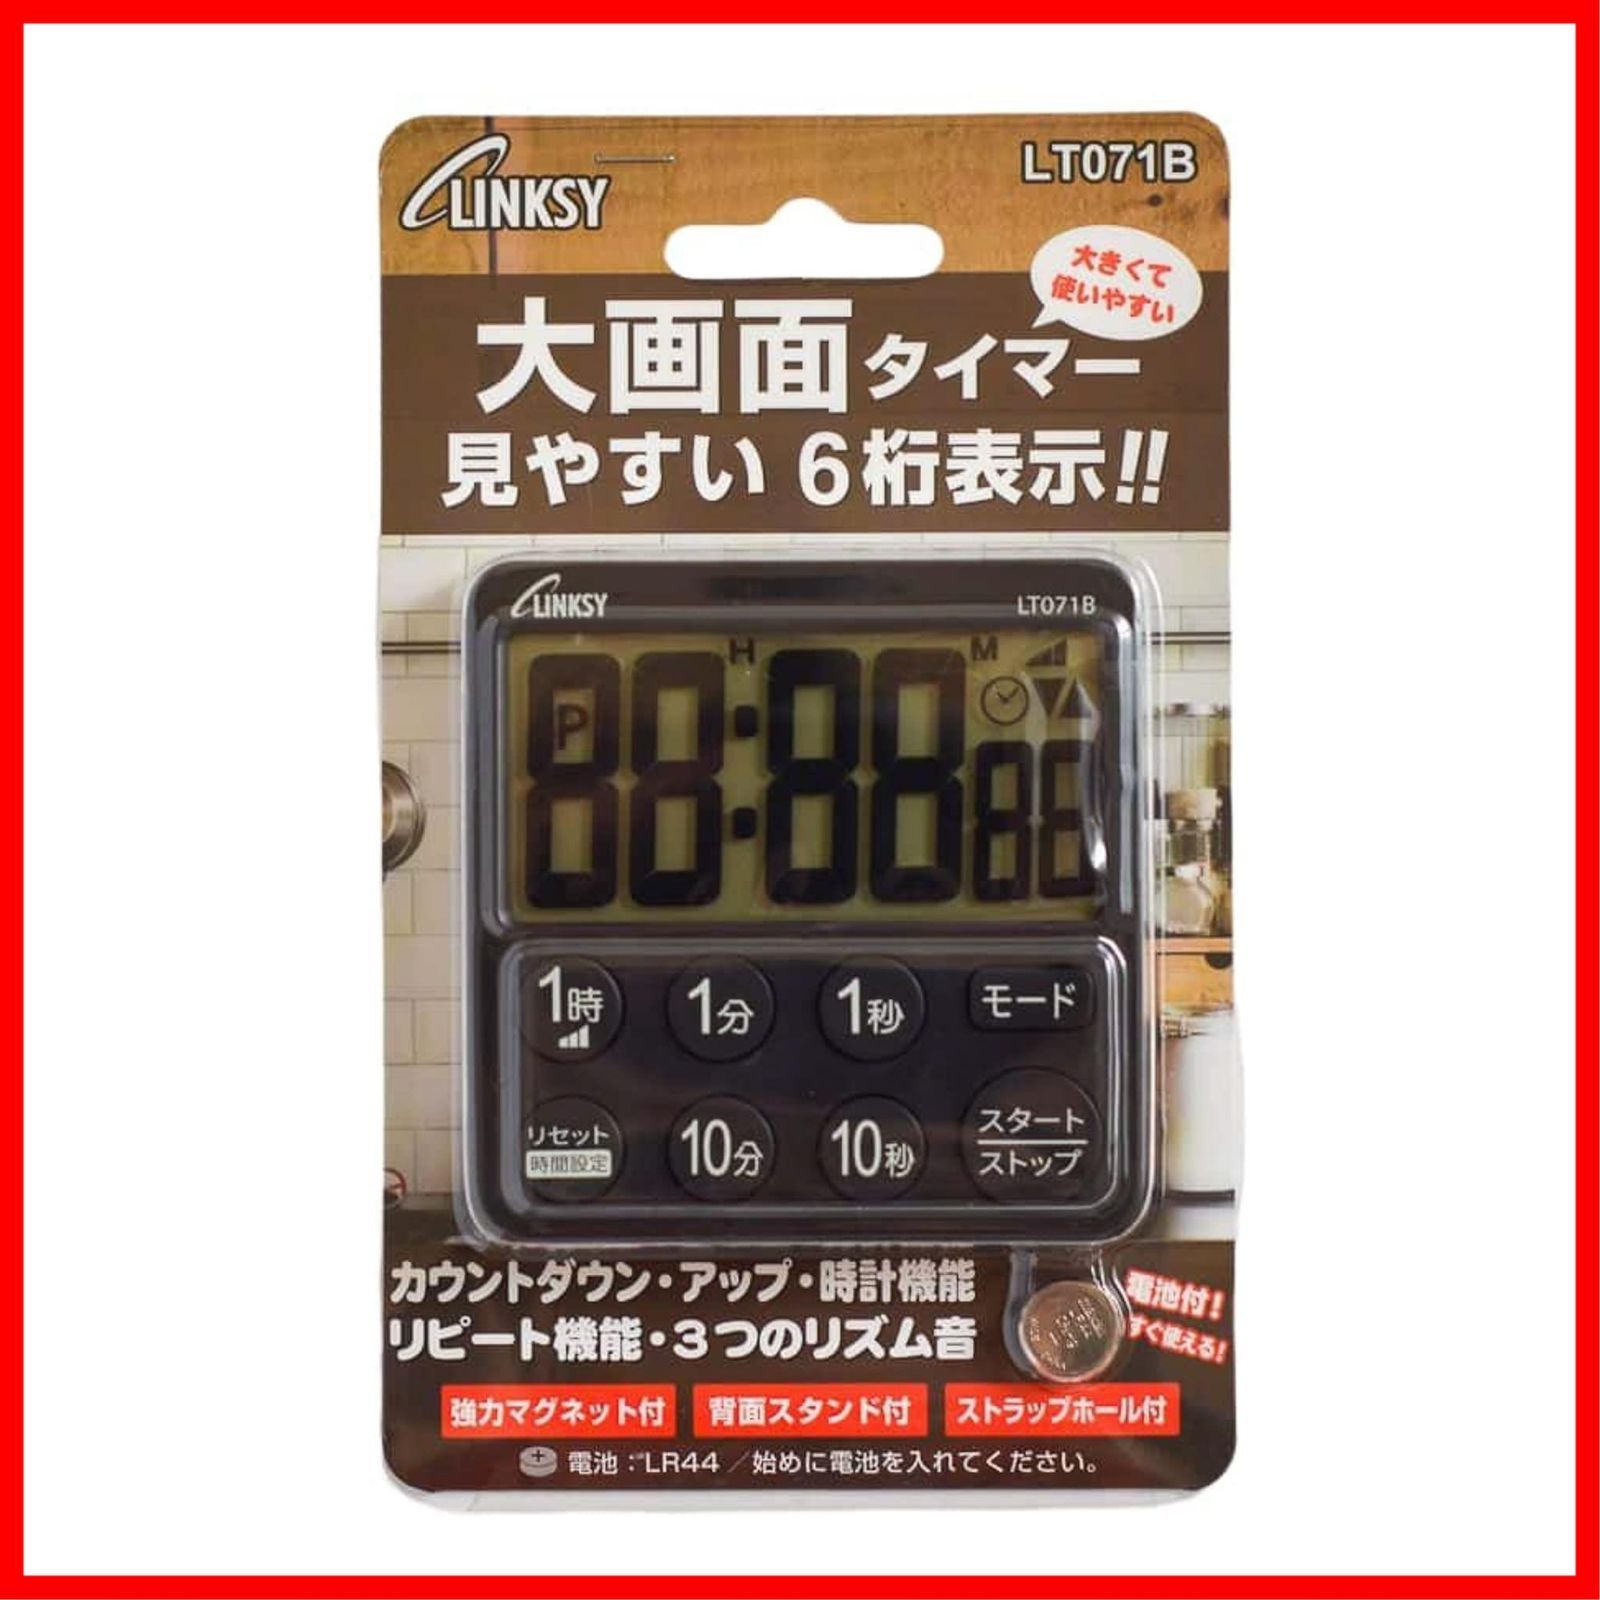 LINKSY
LT071B
大きくて
使いやすい
大画面タイマー
見やすい 6桁表示!!
LINKSY
LT071B
H M
P
88:88 88
1時 1分 1秒 モード
リセット
時間設定
10分 10秒
スタート
ストップ
カウントダウン・アップ・時計機能
リピート機能・3つのリズム音
電池付!
すぐ使える!
強力マグネット付 背面スタンド付 ストラップホール付
電池:LR44/始めに電池を入れてください。